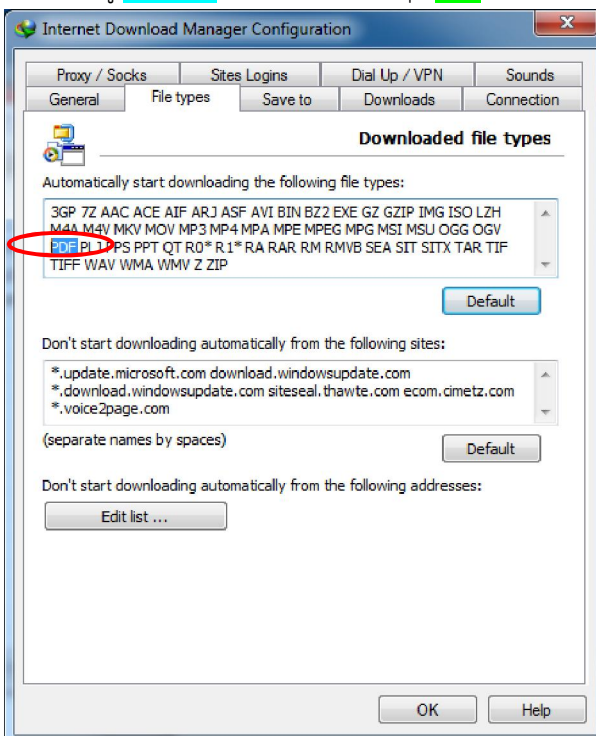 Internet Download Manager Configuration
Proxy / Socks Sites Logins Dial Up / VPN Sounds
General File types Save to Downloads Connection
Downloaded file types
Automatically start downloading the following file types:
3GP 7Z AAC ACE AIF ARJ ASF AVI BIN BZ2 EXE GZ GZIP IMG ISO LZH
M4A M4V MKV MOV MP3 MP4 MPA MPE MPEG MPG MSI MSU OGG OGV
PDF PLJ PPS PPT QT R0* R1* RA RAR RM RMVB SEA SIT SITX TAR TIF
TIFF WAV WMA WMV Z ZIP
Default
Don't start downloading automatically from the following sites:
*.update.microsoft.com download.windowsupdate.com
*.download.windowsupdate.com siteseal.thawte.com ecom.cimetz.com
*.voice2page.com
(separate names by spaces)
Default
Don't start downloading automatically from the following addresses:
Edit list ...
OK Help